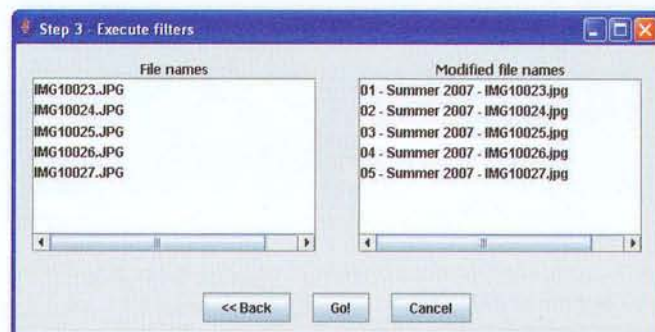 Step 3 - Execute filters
File names
IMG10023.JPG
IMG10024.JPG
IMG10025.JPG
IMG10026.JPG
IMG10027.JPG
Modified file names
01 - Summer 2007 - IMG10023.jpg
02 - Summer 2007 - IMG10024.jpg
03 - Summer 2007 - IMG10025.jpg
04 - Summer 2007 - IMG10026.jpg
05 - Summer 2007 - IMG10027.jpg
<< Back
Go!
Cancel